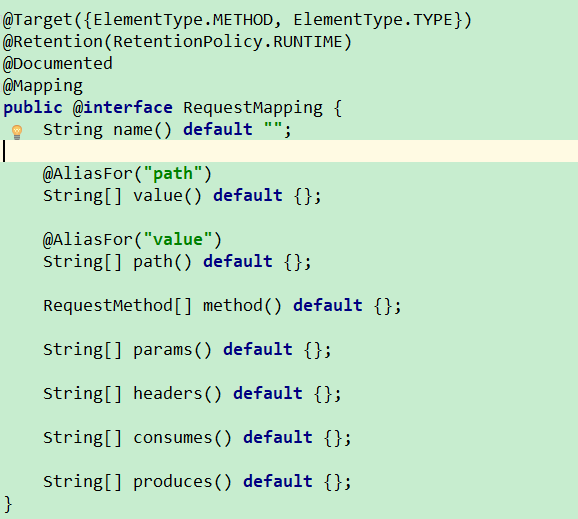 @Target({ElementType.METHOD, ElementType.TYPE})
@Retention(RetentionPolicy.RUNTIME)
@Documented
@Mapping
public @interface RequestMapping {
    String name() default "";

    @AliasFor("path")
    String[] value() default {};

    @AliasFor("value")
    String[] path() default {};

    RequestMethod[] method() default {};

    String[] params() default {};

    String[] headers() default {};

    String[] consumes() default {};

    String[] produces() default {};
}